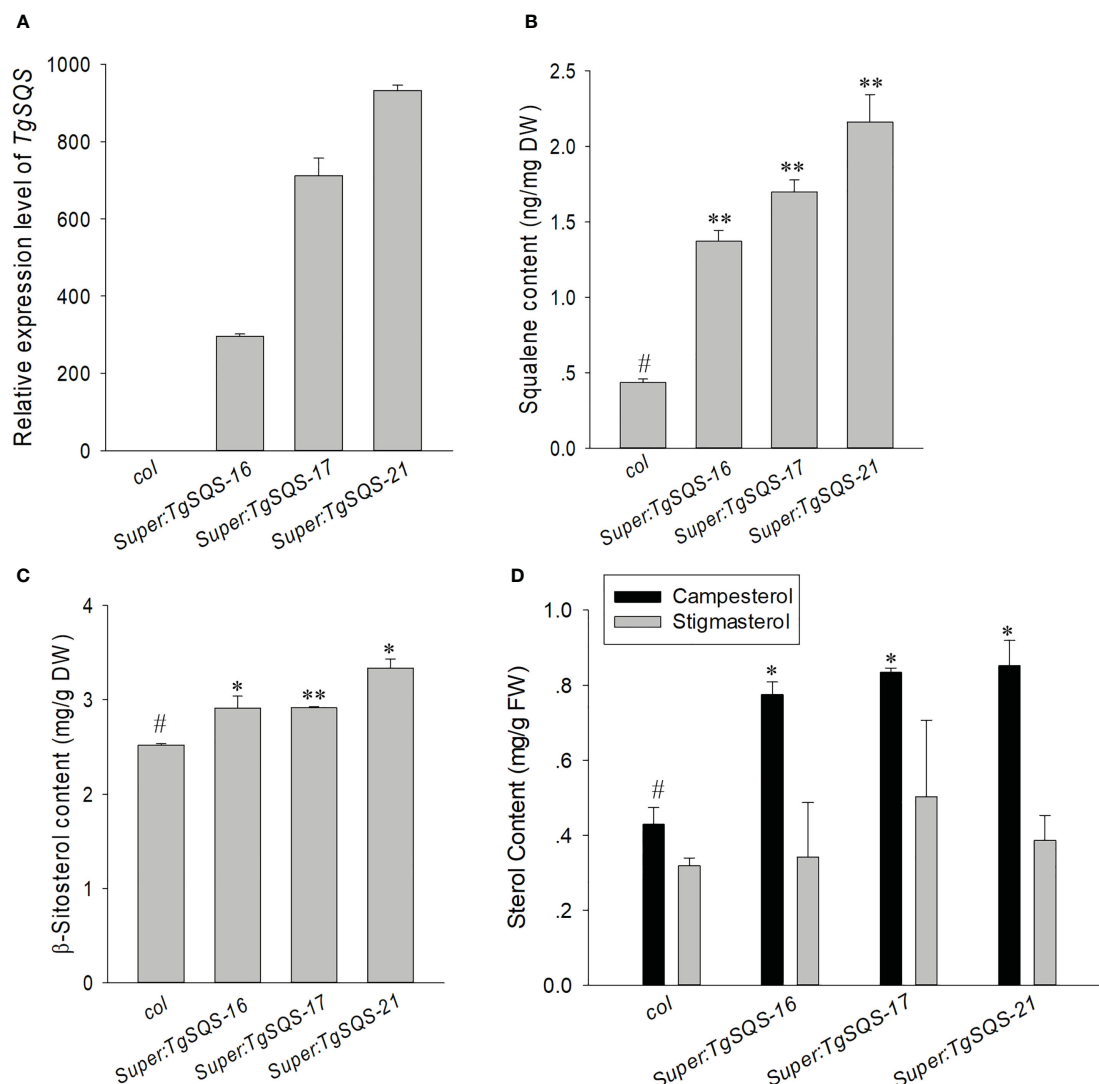 A
Relative expression level of TgSQS
1000
800
600
400
200
0
col
Super:TgSQS-16
Super:TgSQS-17
Super:TgSQS-21
B
Squalene content (ng/mg DW)
2.5
2.0
1.5
1.0
.5
0.0
#
**
**
**
col
Super:TgSQS-16
Super:TgSQS-17
Super:TgSQS-21
C
β-Sitosterol content (mg/g DW)
4
3
2
1
0
#
*
**
*
col
Super:TgSQS-16
Super:TgSQS-17
Super:TgSQS-21
D
Campesterol
Stigmasterol
Sterol Content (mg/g FW)
1.0
.8
.6
.4
.2
0.0
#
*
*
*
col
Super:TgSQS-16
Super:TgSQS-17
Super:TgSQS-21